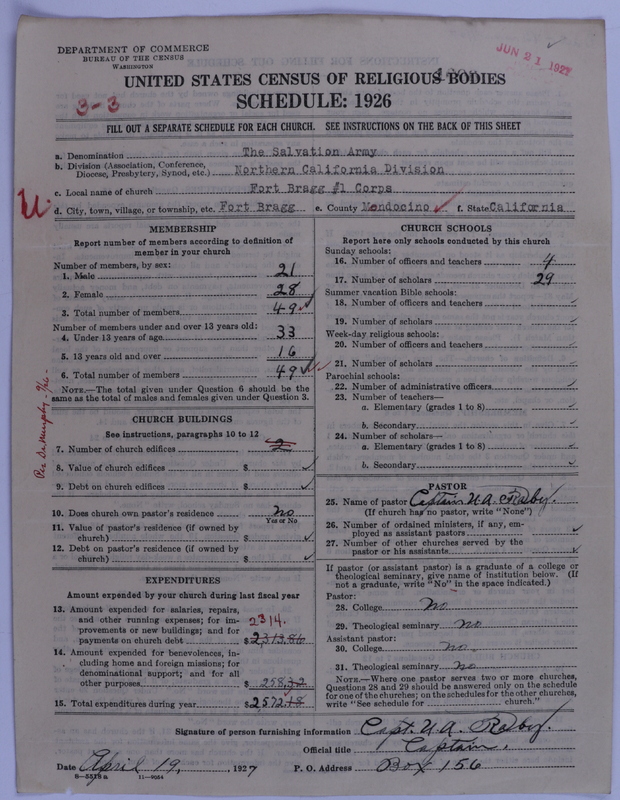 DEPARTMENT OF COMMERCE
BUREAU OF THE CENSUS
WASHINGTON
JUN 21 1927
UNITED STATES CENSUS OF RELIGIOUS BODIES
3-3
SCHEDULE: 1926
FILL OUT A SEPARATE SCHEDULE FOR EACH CHURCH. SEE INSTRUCTIONS ON THE BACK OF THIS SHEET
a. Denomination The Salvation Army
b. Division (Association, Conference, Diocese, Presbytery, Synod, etc.) Northern California Division
c. Local name of church Fort Bragg #1 Corps
d. City, town, village, or township, etc. Fort Bragg e. County Mendocino f. State California
MEMBERSHIP
Report number of members according to definition of
member in your church
Number of members, by sex:
1. Male 21
2. Female 28
3. Total number of members 49
Number of members under and over 13 years old:
4. Under 13 years of age 33
5. 13 years old and over 16
6. Total number of members 49
NOTE.—The total given under Question 6 should be
same as the total of males and females given under Question 3.
CHURCH BUILDINGS
See instructions, paragraphs 10 to 12
7. Number of church edifices 2
8. Value of church edifices $
9. Debt on church edifices $
10. Does church own pastor's residence? No
Yes or No
11. Value of pastor's residence (if owned by
church) $
12. Debt on pastor's residence (if owned by
church) $
EXPENDITURES
Amount expended by your church during last fiscal year
13. Amount expended for salaries, repairs,
and other running expenses; for im-
provements or new buildings; and for
payments on church debt $ 2313.86
2314.
14. Amount expended for benevolences, in-
cluding home and foreign missions; for
denominational support; and for all
other purposes $ 258.32
15. Total expenditures during year $ 2572.18
CHURCH SCHOOLS
Report here only schools conducted by this church
Sunday schools:
16. Number of officers and teachers 4
17. Number of scholars 29
Summer vacation Bible schools:
18. Number of officers and teachers
19. Number of scholars
Week-day religious schools:
20. Number of officers and teachers
21. Number of scholars
Parochial schools:
22. Number of administrative officers
23. Number of teachers—
a. Elementary (grades 1 to 8)
b. Secondary
24. Number of scholars—
a. Elementary (grades 1 to 8)
b. Secondary
PASTOR
25. Name of pastor Captain U. A. Raby.
(If church has no pastor, write "None")
26. Number of ordained ministers, if any, em-
ployed as assistant pastors
27. Number of other churches served by the
pastor or his assistants
If pastor (or assistant pastor) is a graduate of a college or
theological seminary, give name of institution below. (If
not a graduate, write "No" in the space indicated.)
Pastor:
28. College No
29. Theological seminary No
Assistant pastor:
30. College No.
31. Theological seminary No
NOTE.—Where one pastor serves two or more churches,
Questions 28 and 29 should be answered only on the schedule
for one of the churches; on the schedules for the other churches,
write "See schedule for church."
Signature of person furnishing information Capt. U. A. Raby.
Official title Captain.
Date April 19, 1927 P. O. Address Box 156
8—5518a 11—9054
Per Dr. Murphy